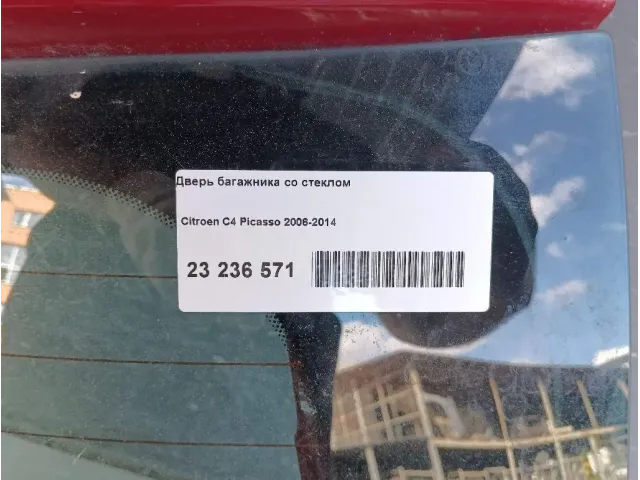 Дверь багажника со стеклом
Citroen C4 Picasso 2006-2014
23 236 571